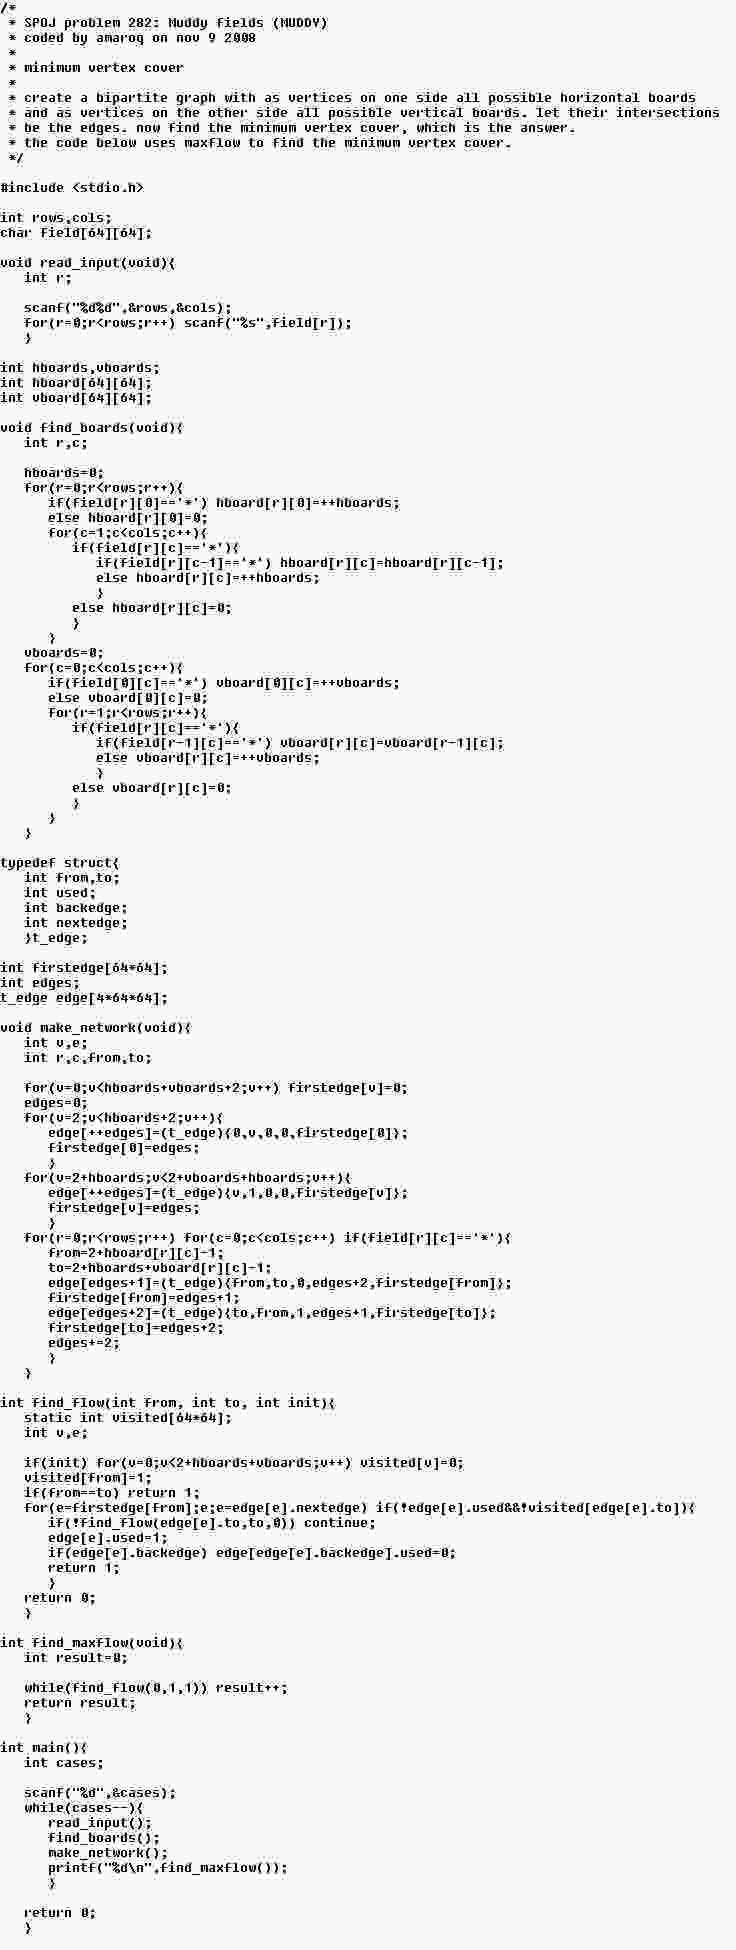 /*
 * SPOJ problem 282: Muddy fields (MUDDY)
 * coded by amaroq on nov 9 2008
 *
 * minimum vertex cover
 *
 * create a bipartite graph with as vertices on one side all possible horizontal boards
 * and as vertices on the other side all possible vertical boards. let their intersections
 * be the edges. now find the minimum vertex cover, which is the answer.
 * the code below uses maxflow to find the minimum vertex cover.
 */

#include <stdio.h>

int rows,cols;
char field[64][64];

void read_input(void){
   int r;

   scanf("%d%d",&rows,&cols);
   for(r=0;r<rows;r++) scanf("%s",field[r]);
   }

int hboards,vboards;
int hboard[64][64];
int vboard[64][64];

void find_boards(void){
   int r,c;

   hboards=0;
   for(r=0;r<rows;r++){
      if(field[r][0]=='*') hboard[r][0]=++hboards;
      else hboard[r][0]=0;
      for(c=1;c<cols;c++){
         if(field[r][c]=='*'){
            if(field[r][c-1]=='*') hboard[r][c]=hboard[r][c-1];
            else hboard[r][c]=++hboards;
            }
         else hboard[r][c]=0;
         }
      }
   vboards=0;
   for(c=0;c<cols;c++){
      if(field[0][c]=='*') vboard[0][c]=++vboards;
      else vboard[0][c]=0;
      for(r=1;r<rows;r++){
         if(field[r][c]=='*'){
            if(field[r-1][c]=='*') vboard[r][c]=vboard[r-1][c];
            else vboard[r][c]=++vboards;
            }
         else vboard[r][c]=0;
         }
      }
   }

typedef struct{
   int from,to;
   int used;
   int backedge;
   int nextedge;
   }t_edge;

int firstedge[64*64];
int edges;
t_edge edge[4*64*64];

void make_network(void){
   int v,e;
   int r,c,from,to;

   for(v=0;v<hboards+vboards+2;v++) firstedge[v]=0;
   edges=0;
   for(v=2;v<hboards+2;v++){
      edge[++edges]=(t_edge){0,v,0,0,firstedge[0]};
      firstedge[0]=edges;
      }
   for(v=2+hboards;v<2+vboards+hboards;v++){
      edge[++edges]=(t_edge){v,1,0,0,firstedge[v]};
      firstedge[v]=edges;
      }
   for(r=0;r<rows;r++) for(c=0;c<cols;c++) if(field[r][c]=='*'){
      from=2+hboard[r][c]-1;
      to=2+hboards+vboard[r][c]-1;
      edge[edges+1]=(t_edge){from,to,0,edges+2,firstedge[from]};
      firstedge[from]=edges+1;
      edge[edges+2]=(t_edge){to,from,1,edges+1,firstedge[to]};
      firstedge[to]=edges+2;
      edges+=2;
      }
   }

int find_flow(int from, int to, int init){
   static int visited[64*64];
   int v,e;

   if(init) for(v=0;v<2+hboards+vboards;v++) visited[v]=0;
   visited[from]=1;
   if(from==to) return 1;
   for(e=firstedge[from];e;e=edge[e].nextedge) if(!edge[e].used&&!visited[edge[e].to]){
      if(!find_flow(edge[e].to,to,0)) continue;
      edge[e].used=1;
      if(edge[e].backedge) edge[edge[e].backedge].used=0;
      return 1;
      }
   return 0;
   }

int find_maxflow(void){
   int result=0;

   while(find_flow(0,1,1)) result++;
   return result;
   }

int main(){
   int cases;

   scanf("%d",&cases);
   while(cases--){
      read_input();
      find_boards();
      make_network();
      printf("%d\n",find_maxflow());
      }

   return 0;
   }